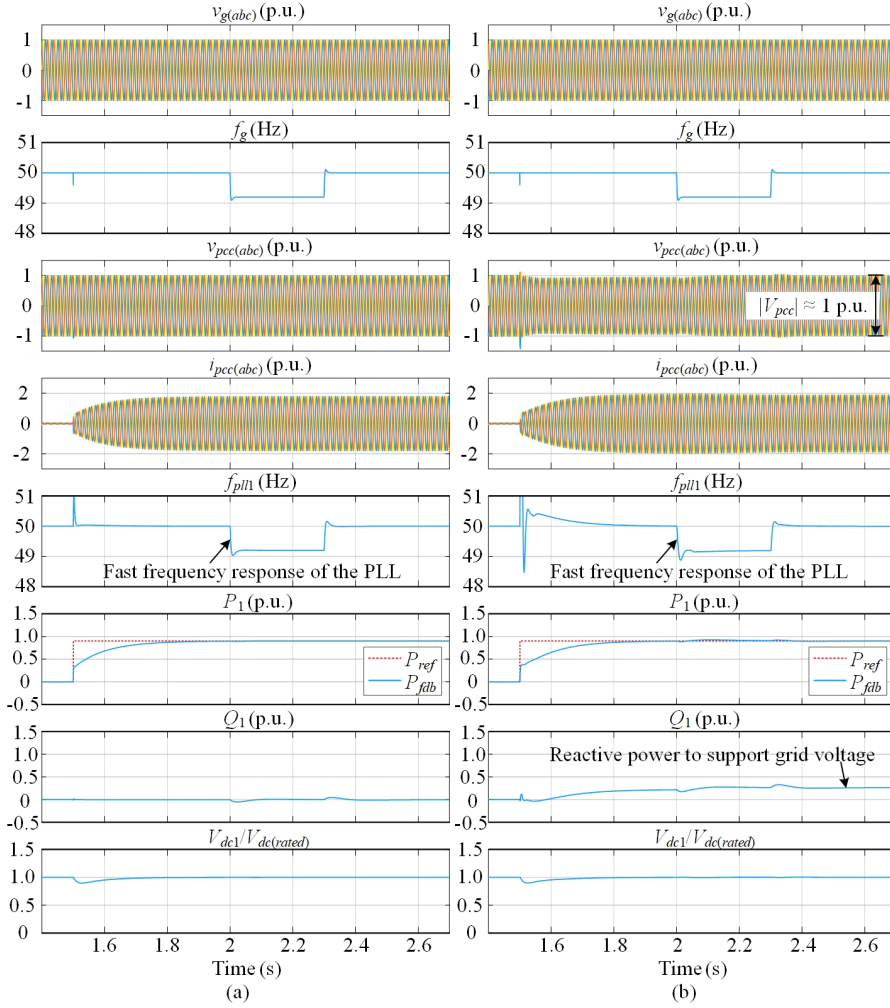 v_g(abc) (p.u.)
1
0
-1
f_g (Hz)
51
50
49
48
v_pcc(abc) (p.u.)
1
0
-1
i_pcc(abc) (p.u.)
2
0
-2
f_pll1 (Hz)
51
50
49
48
Fast frequency response of the PLL
P_1 (p.u.)
1.5
1.0
0.5
0
-0.5
P_ref
P_fdb
Q_1 (p.u.)
1.5
1.0
0.5
0
-0.5
V_dc1/V_dc(rated)
1.5
1.0
0.5
0
1.6 1.8 2 2.2 2.4 2.6
Time (s)
(a)
v_g(abc) (p.u.)
1
0
-1
f_g (Hz)
51
50
49
48
v_pcc(abc) (p.u.)
1
0
-1
|V_pcc| ≈ 1 p.u.
i_pcc(abc) (p.u.)
2
0
-2
f_pll1 (Hz)
51
50
49
48
Fast frequency response of the PLL
P_1 (p.u.)
1.5
1.0
0.5
0
-0.5
P_ref
P_fdb
Q_1 (p.u.)
1.5
1.0
0.5
0
-0.5
Reactive power to support grid voltage
V_dc1/V_dc(rated)
1.5
1.0
0.5
0
1.6 1.8 2 2.2 2.4 2.6
Time (s)
(b)